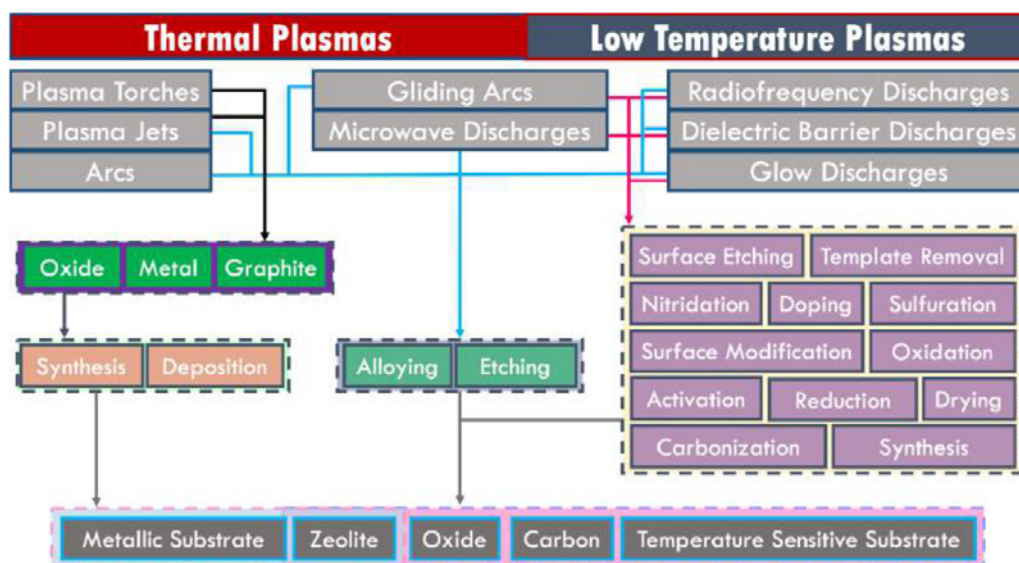 Thermal Plasmas Low Temperature Plasmas
Plasma Torches Gliding Arcs Radiofrequency Discharges
Plasma Jets Microwave Discharges Dielectric Barrier Discharges
Arcs Glow Discharges
Oxide Metal Graphite
Surface Etching Template Removal
Nitridation Doping Sulfuration
Synthesis Deposition
Alloying Etching
Surface Modification Oxidation
Activation Reduction Drying
Carbonization Synthesis
Metallic Substrate Zeolite Oxide Carbon Temperature Sensitive Substrate